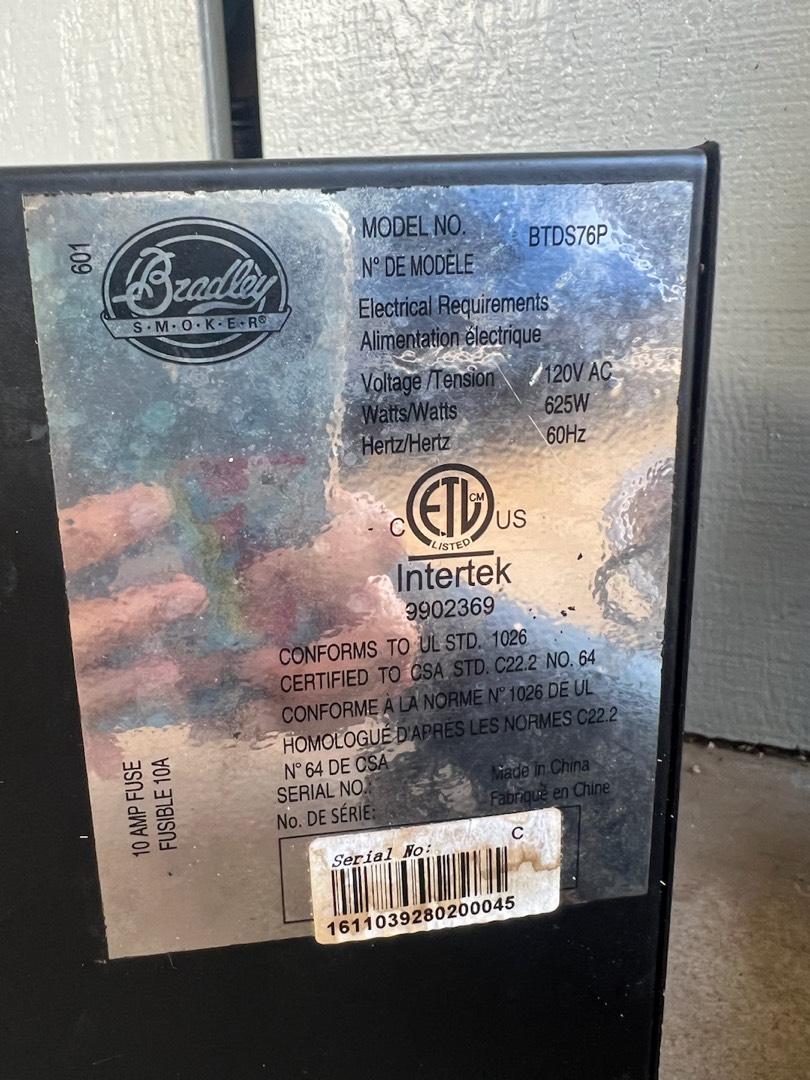 601
Bradley
S·M·O·K·E·R®
MODEL NO. BTDS76P
N° DE MODÈLE
Electrical Requirements
Alimentation électrique
Voltage /Tension 120V AC
Watts/Watts 625W
Hertz/Hertz 60Hz
C ETL CM US
LISTED
Intertek
9902369
CONFORMS TO UL STD. 1026
CERTIFIED TO CSA STD. C22.2 NO. 64
CONFORME À LA NORME N° 1026 DE UL
HOMOLOGUÉ D'APRÈS LES NORMES C22.2
N° 64 DE CSA
SERIAL NO.: Made in China
No. DE SÉRIE: Fabriqué en Chine
10 AMP FUSE
FUSIBLE 10A
C
Serial No:
1611039280200045